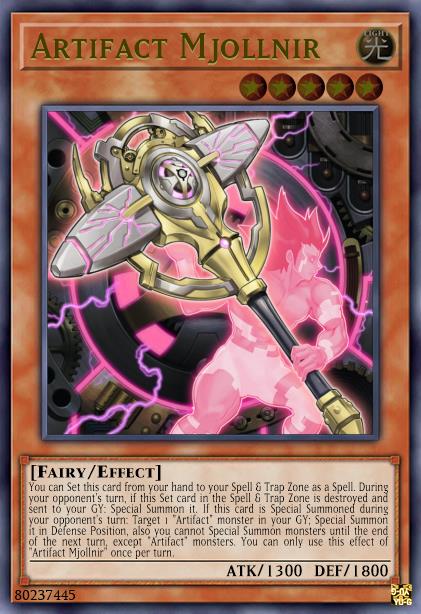 Artifact Mjollnir
LIGHT
光
[Fairy/Effect]
You can Set this card from your hand to your Spell & Trap Zone as a Spell. During
your opponent's turn, if this Set card in the Spell & Trap Zone is destroyed and
sent to your GY: Special Summon it. If this card is Special Summoned during
your opponent's turn: Target 1 "Artifact" monster in your GY; Special Summon
it in Defense Position, also you cannot Special Summon monsters until the end
of the next turn, except "Artifact" monsters. You can only use this effect of
"Artifact Mjollnir" once per turn.
ATK/1300 DEF/1800
80237445